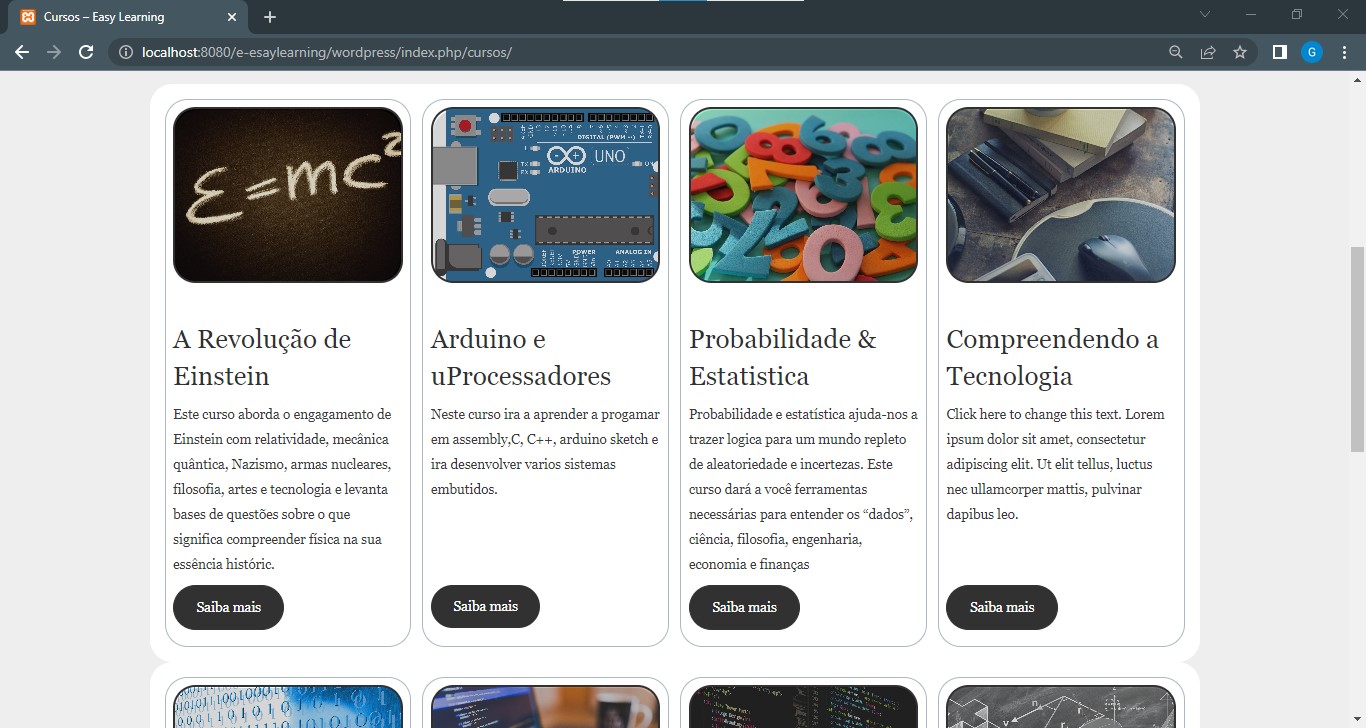 Cursos – Easy Learning
localhost:8080/e-esaylearning/wordpress/index.php/cursos/
G
Ɛ=mc²
DIGITAL (PWM ~)
UNO
ARDUINO
TX
RX
POWER
ANALOG IN
A Revolução de
Einstein
Este curso aborda o engagamento de
Einstein com relatividade, mecânica
quântica, Nazismo, armas nucleares,
filosofia, artes e tecnologia e levanta
bases de questões sobre o que
significa compreender física na sua
essência históric.
Saiba mais
Arduino e
uProcessadores
Neste curso ira a aprender a progamar
em assembly,C, C++, arduino sketch e
ira desenvolver varios sistemas
embutidos.
Saiba mais
Probabilidade &
Estatistica
Probabilidade e estatística ajuda-nos a
trazer logica para um mundo repleto
de aleatoriedade e incertezas. Este
curso dará a você ferramentas
necessárias para entender os “dados”,
ciência, filosofia, engenharia,
economia e finanças
Saiba mais
Compreendendo a
Tecnologia
Click here to change this text. Lorem
ipsum dolor sit amet, consectetur
adipiscing elit. Ut elit tellus, luctus
nec ullamcorper mattis, pulvinar
dapibus leo.
Saiba mais